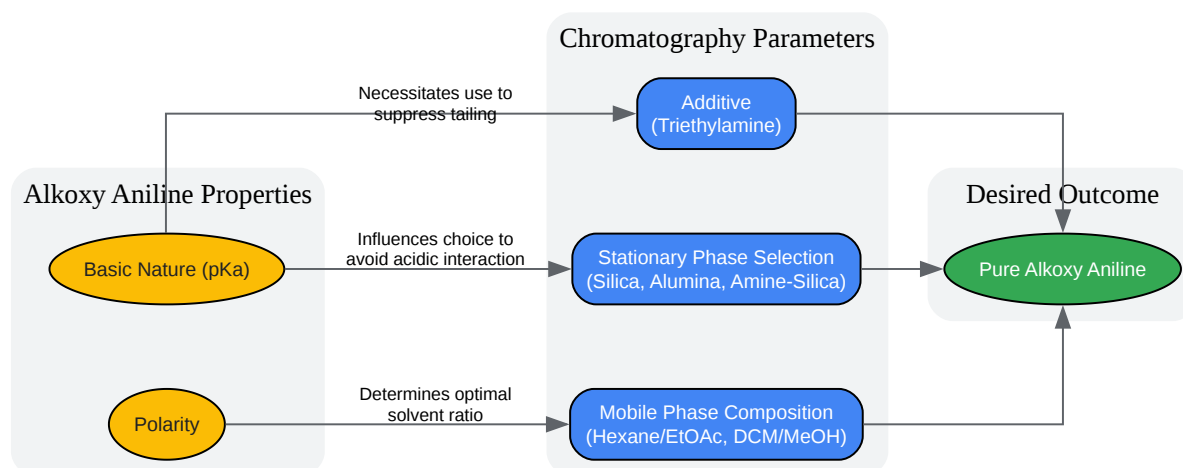 Chromatography Parameters
Necessitates use to
suppress tailing
Additive
(Triethylamine)
Alkoxy Aniline Properties
Desired Outcome
Basic Nature (pKa)
Influences choice to
avoid acidic interaction
Stationary Phase Selection
(Silica, Alumina, Amine-Silica)
Pure Alkoxy Aniline
Polarity
Determines optimal
solvent ratio
Mobile Phase Composition
(Hexane/EtOAc, DCM/MeOH)